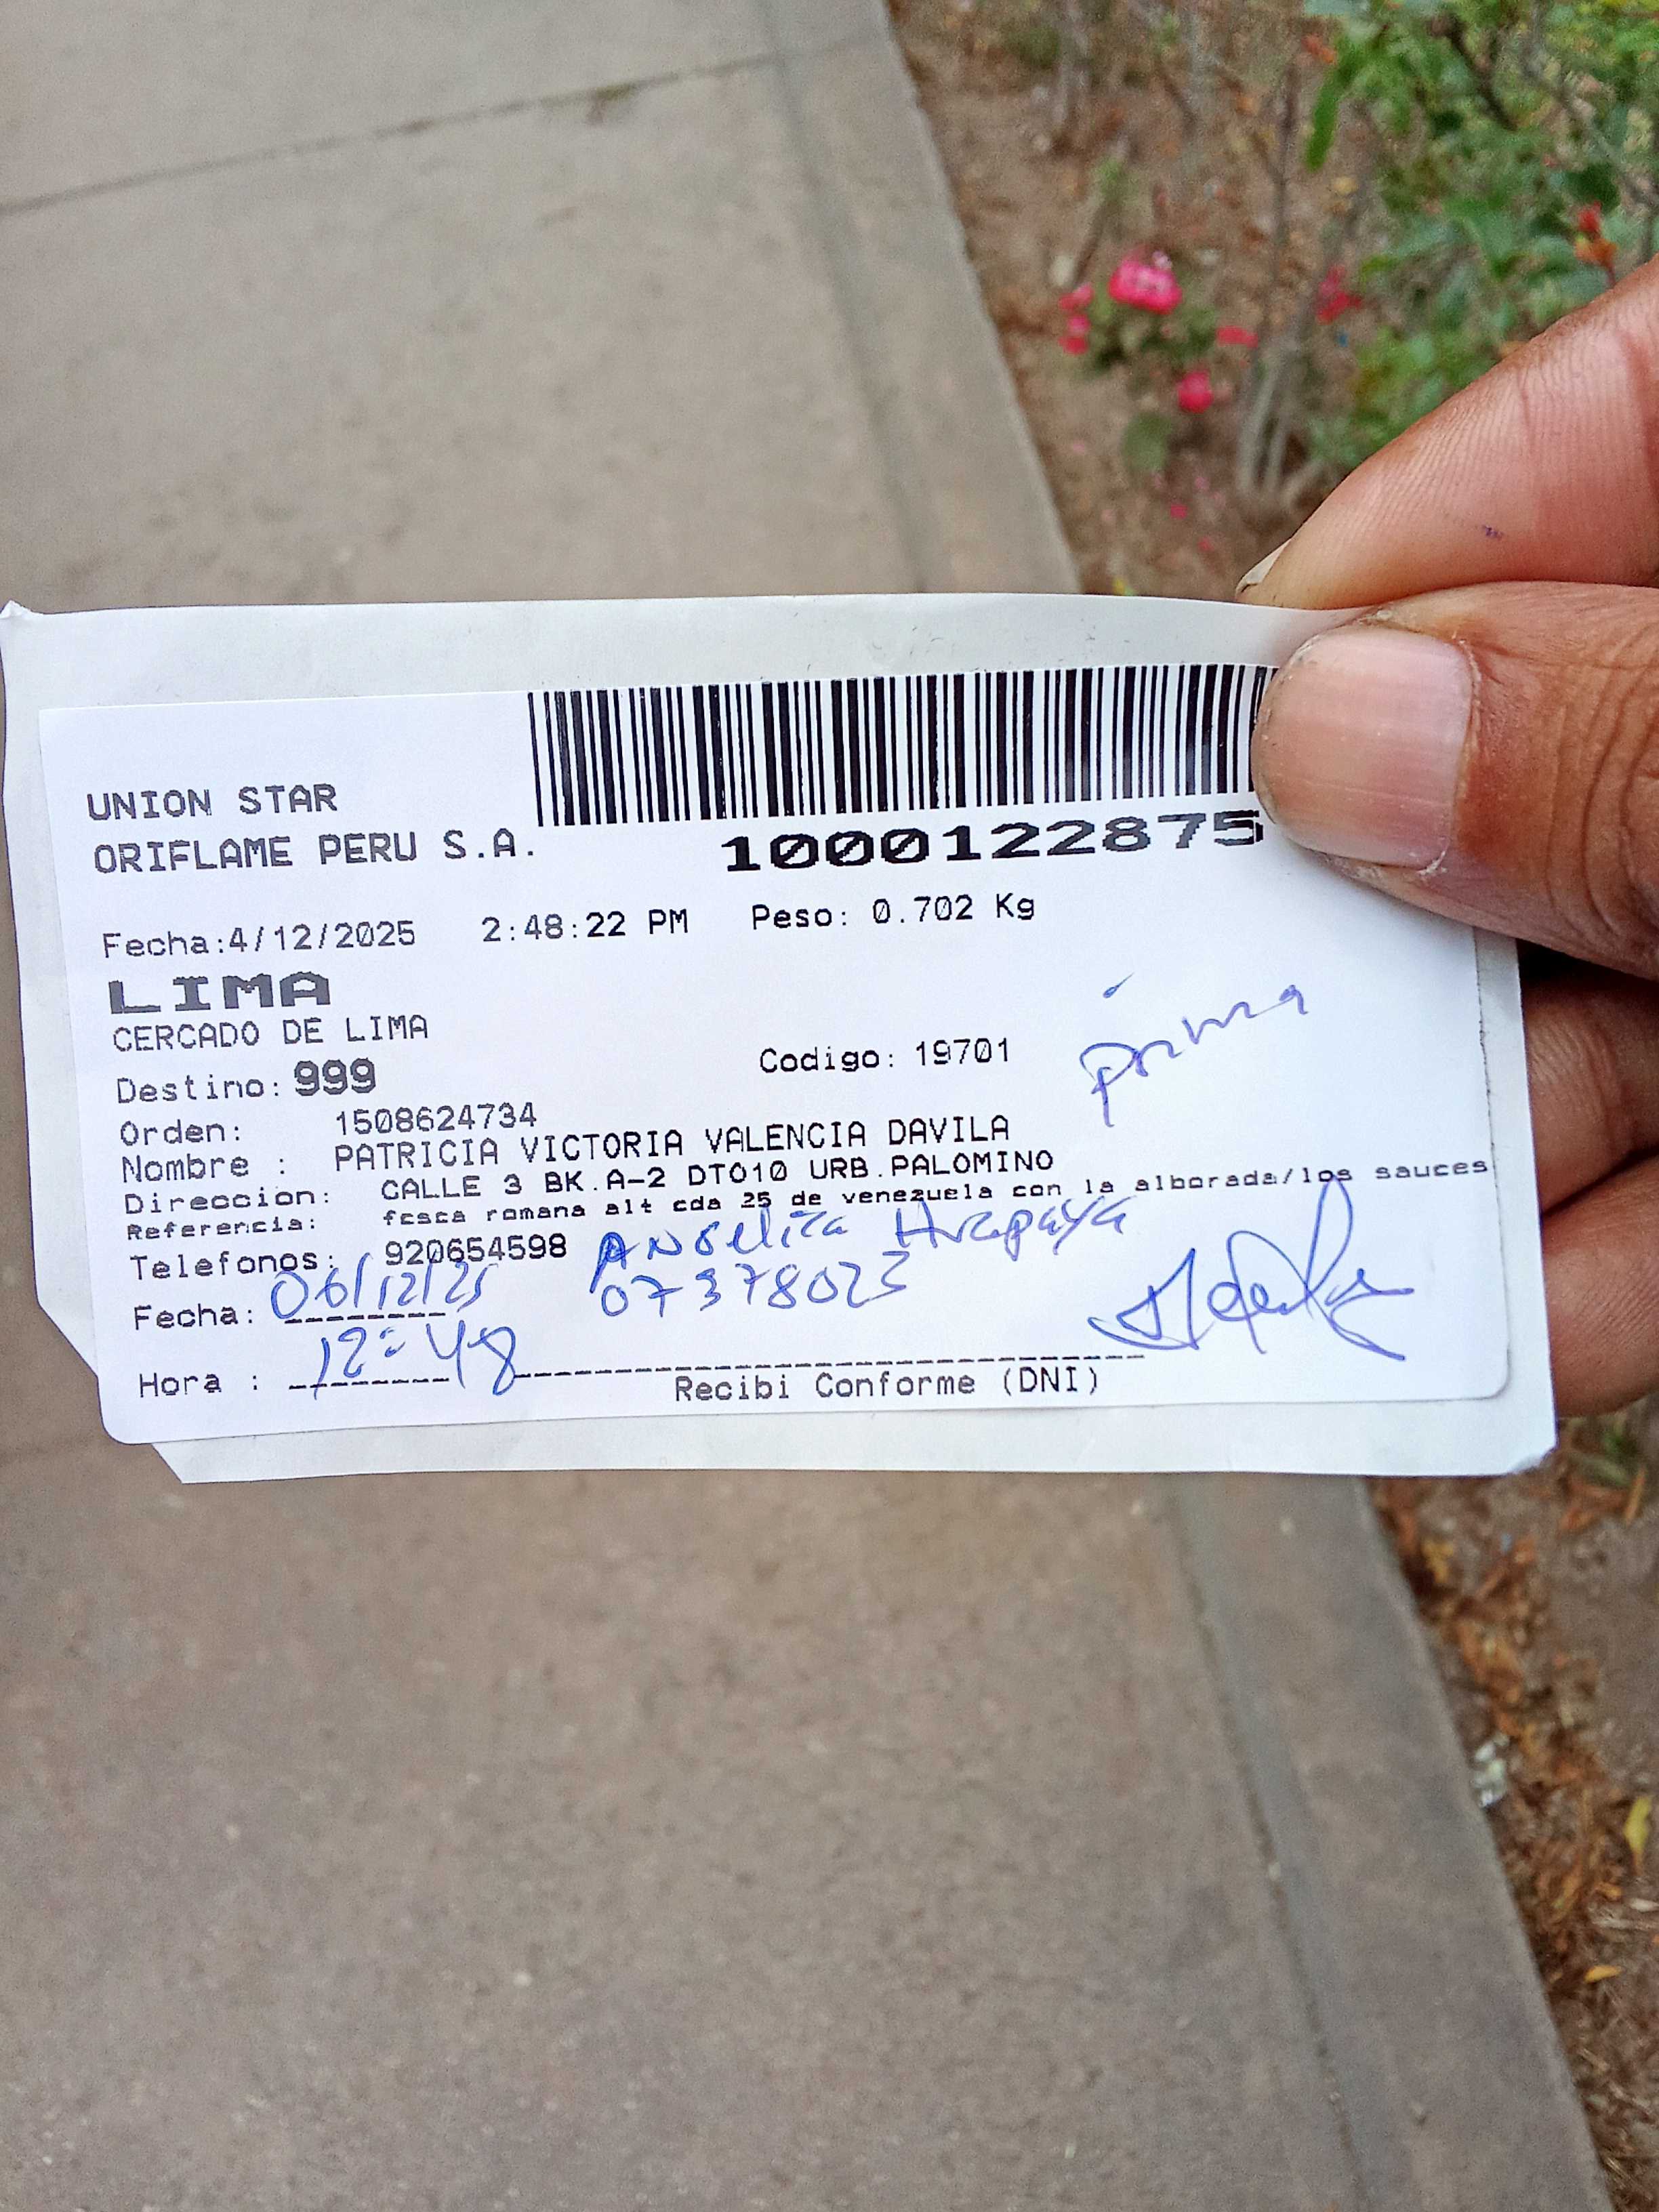 UNION STAR
ORIFLAME PERU S.A.
1000122875
Fecha:4/12/2025 2:48:22 PM Peso: 0.702 Kg
LIMA
CERCADO DE LIMA
Destino: 999 Codigo: 19701
prima
Orden: 1508624734
Nombre : PATRICIA VICTORIA VALENCIA DAVILA
Direccion: CALLE 3 BK.A-2 DTO10 URB.PALOMINO
Referencia: fcsca romana alt cda 25 de venezuela con la alborada/los sauces
Telefonos: 920654598 Angelica
Fecha: 06/12/25 07378023
Hora : 12:48
Recibi Conforme (DNI)